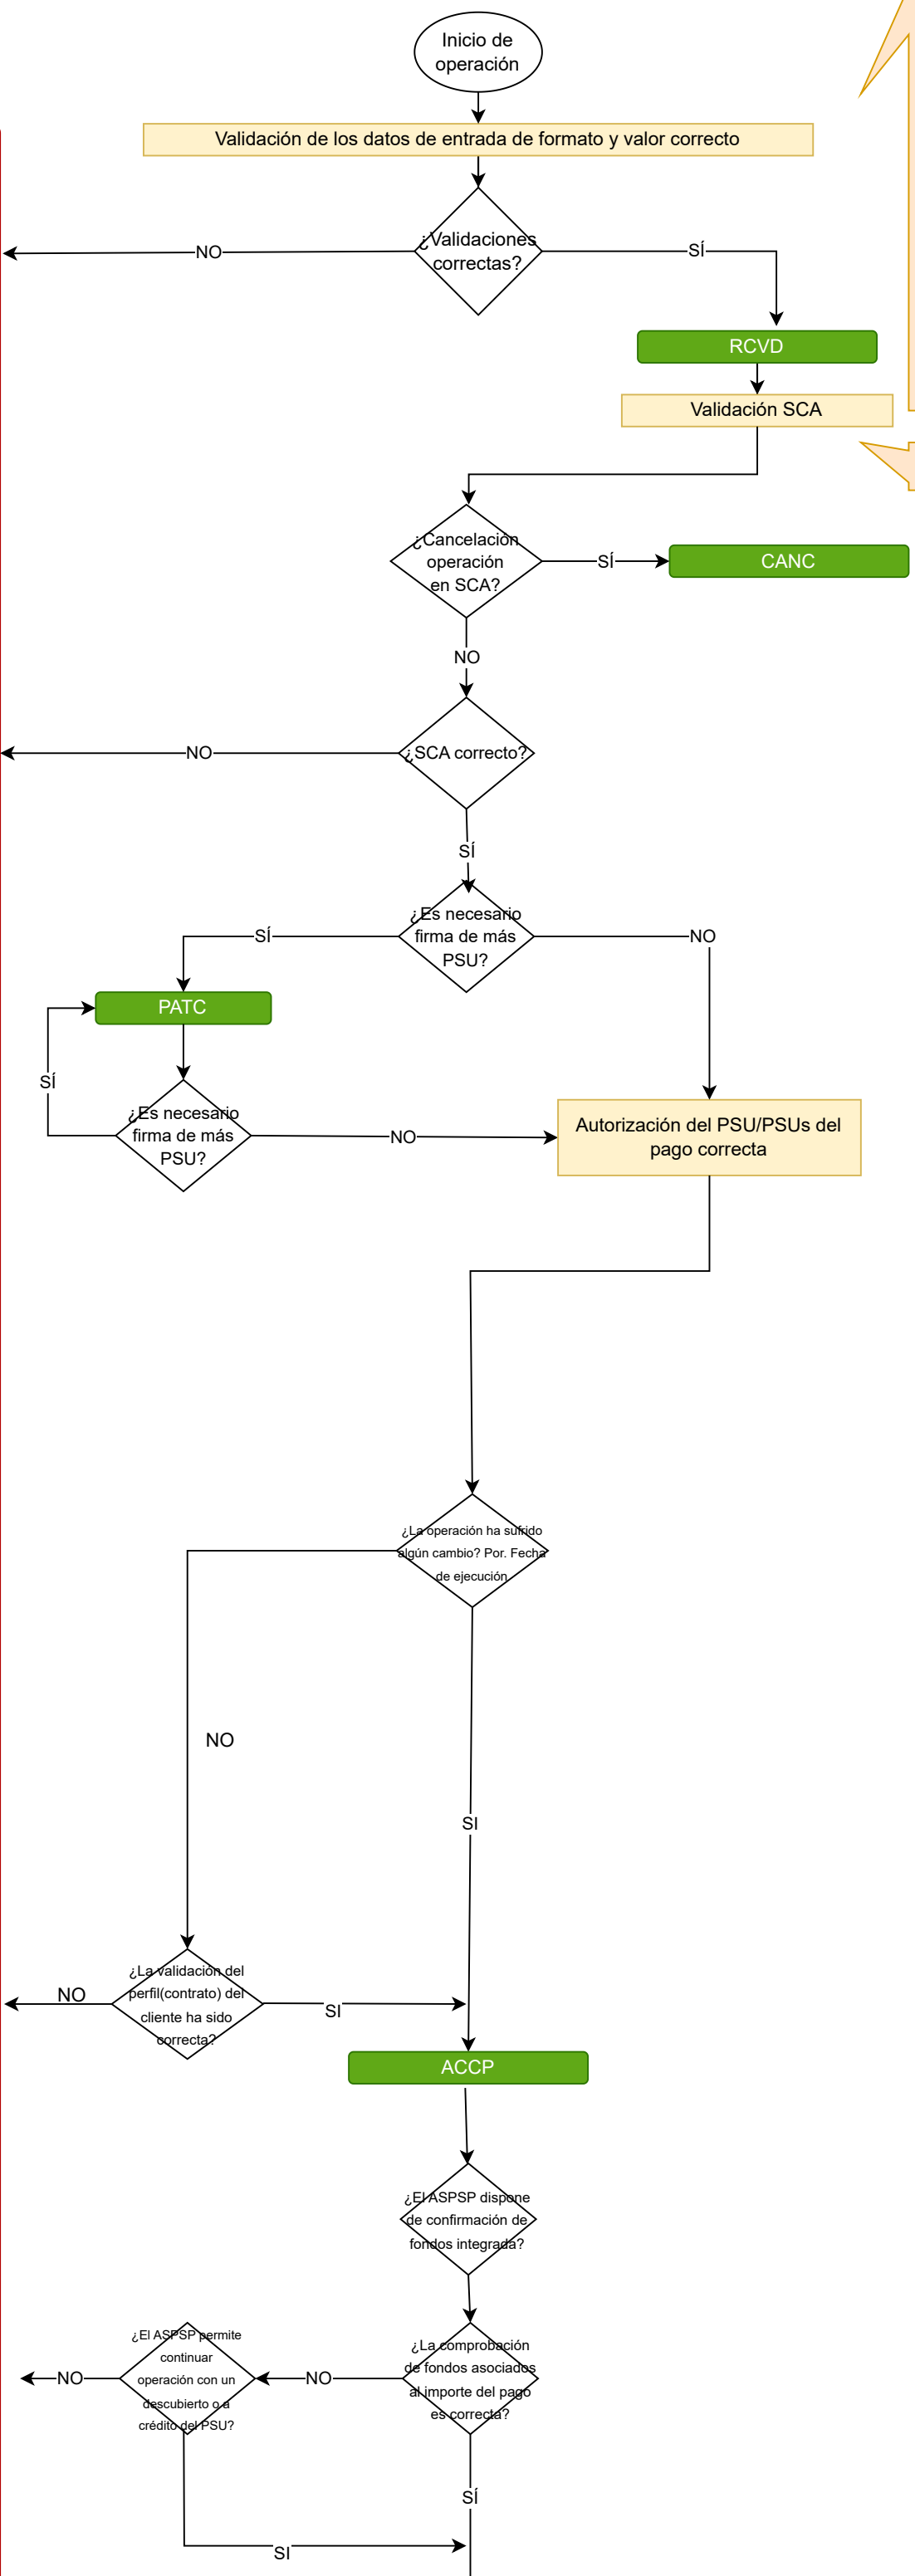 Inicio de
operación
Validación de los datos de entrada de formato y valor correcto
¿Validaciones
correctas?
NO
SÍ
RCVD
Validación SCA
¿Cancelación
operación
en SCA?
SÍ
CANC
NO
¿SCA correcto?
NO
SÍ
¿Es necesario
firma de más
PSU?
SÍ
NO
PATC
SÍ
¿Es necesario
firma de más
PSU?
NO
Autorización del PSU/PSUs del
pago correcta
¿La operación ha sufrido
algún cambio? Por. Fecha
de ejecución
NO
SI
¿La validación del
perfil(contrato) del
cliente ha sido
correcta?
NO
SI
ACCP
¿El ASPSP dispone
de confirmación de
fondos integrada?
¿El ASPSP permite
continuar
operación con un
descubierto o a
crédito del PSU?
NO
NO
¿La comprobación
de fondos asociados
al importe del pago
es correcta?
SÍ
SI